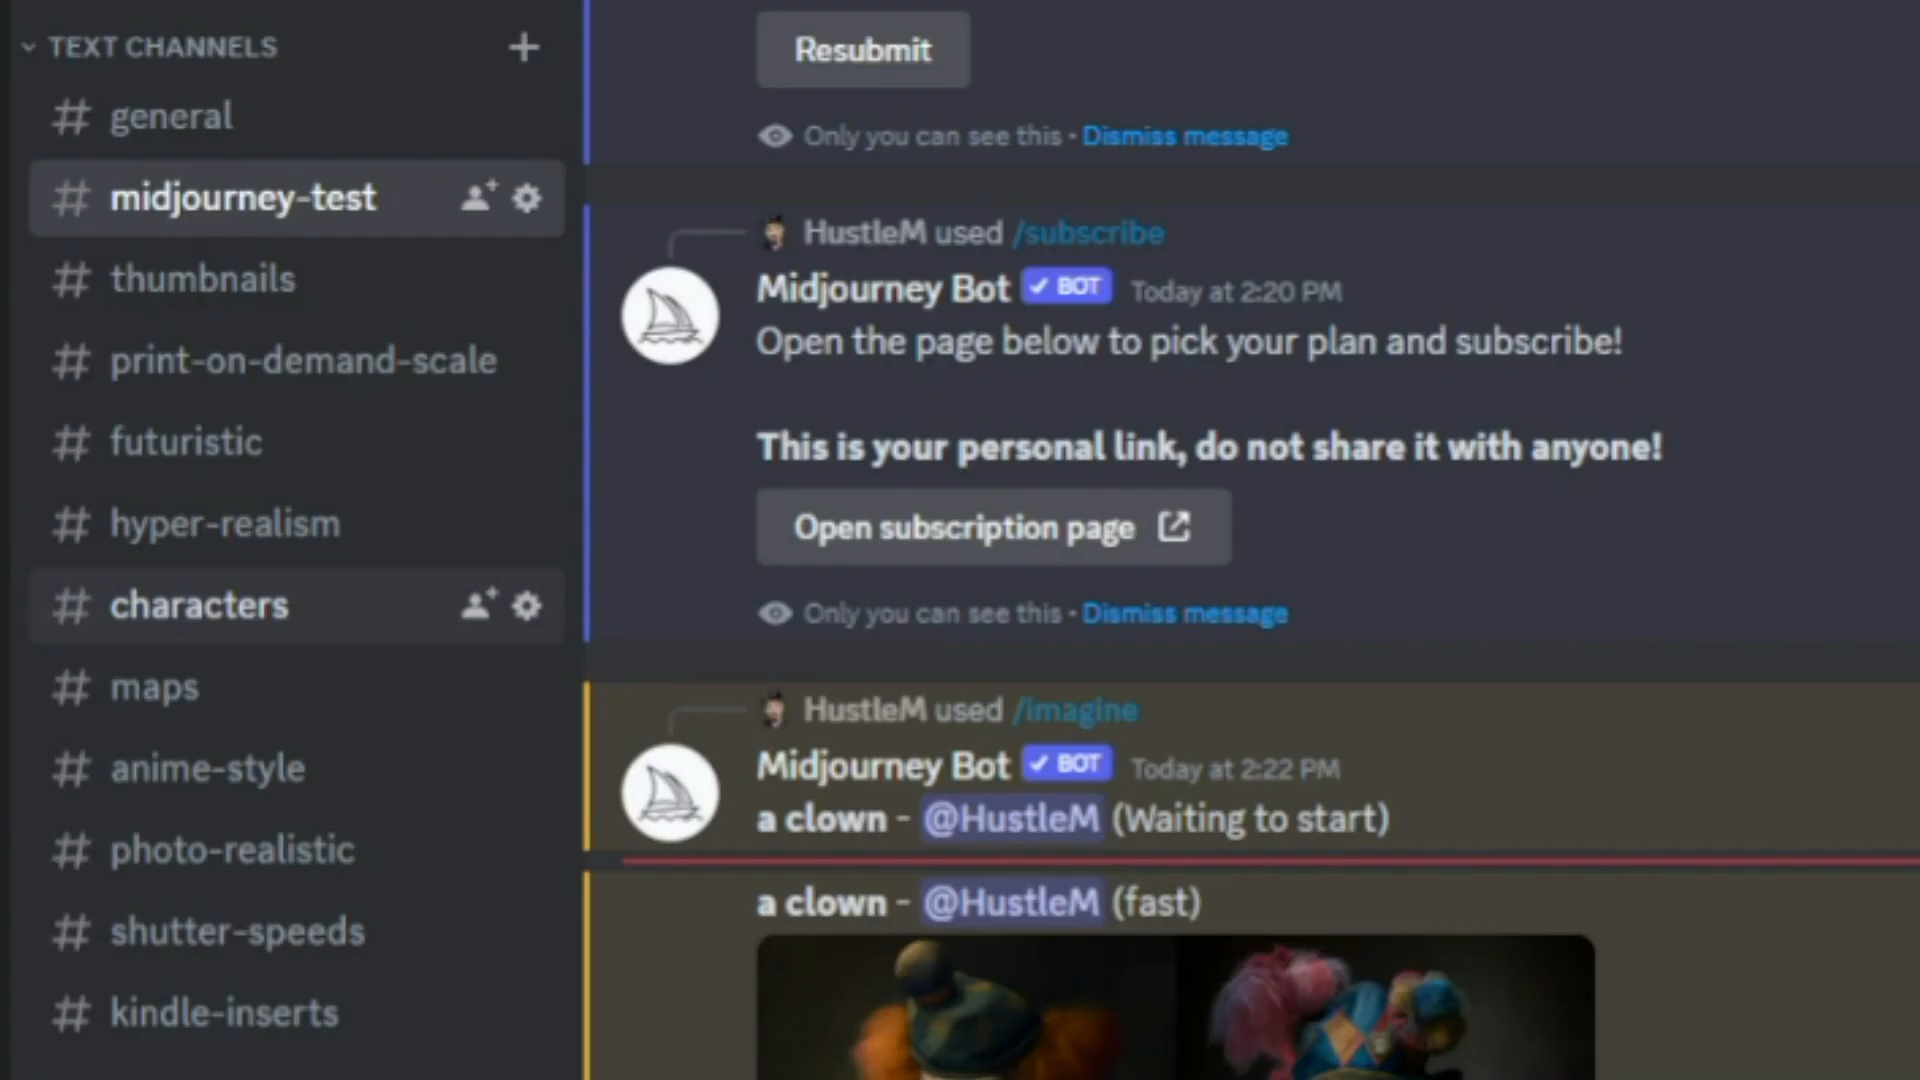 TEXT CHANNELS
general
midjourney-test
thumbnails
print-on-demand-scale
futuristic
hyper-realism
characters
maps
anime-style
photo-realistic
shutter-speeds
kindle-inserts
Resubmit
Only you can see this · Dismiss message
HustleM used /subscribe
Midjourney Bot ✓ BOT Today at 2:20 PM
Open the page below to pick your plan and subscribe!
This is your personal link, do not share it with anyone!
Open subscription page
Only you can see this · Dismiss message
HustleM used /imagine
Midjourney Bot ✓ BOT Today at 2:22 PM
a clown - @HustleM (Waiting to start)
a clown - @HustleM (fast)